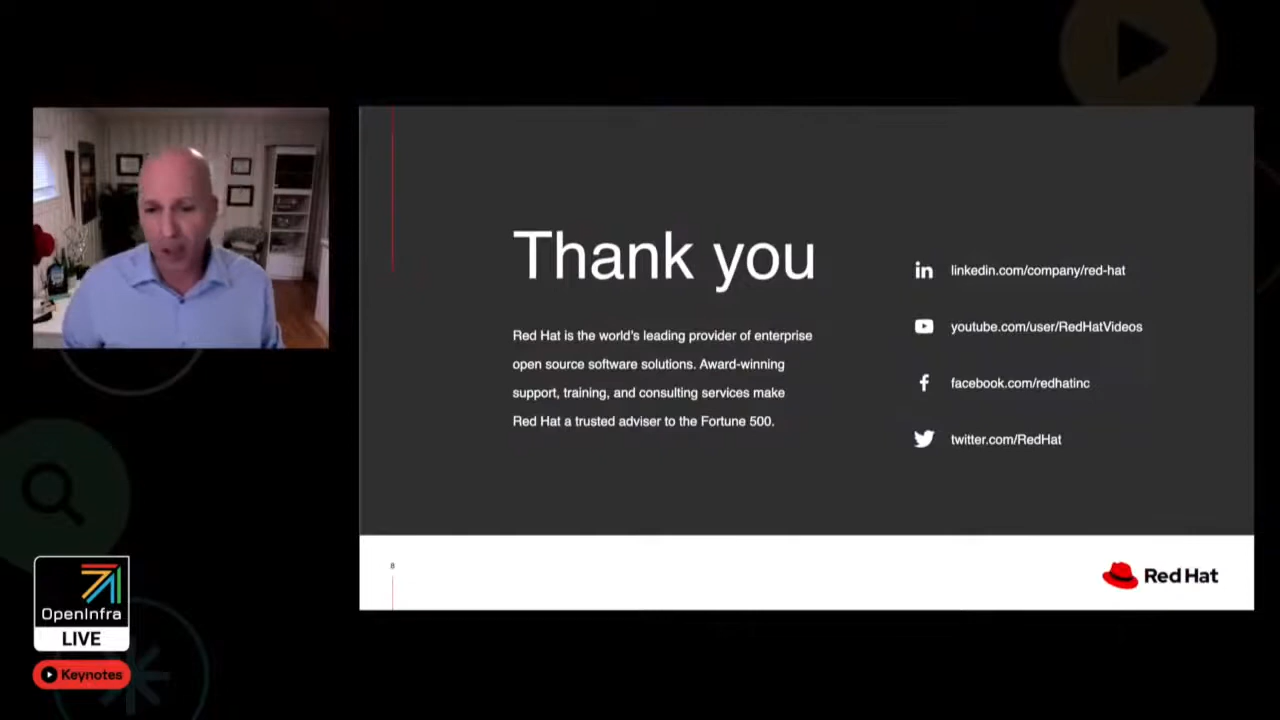 Thank you
Red Hat is the world's leading provider of enterprise
open source software solutions. Award-winning
support, training, and consulting services make
Red Hat a trusted adviser to the Fortune 500.
in linkedin.com/company/red-hat
youtube.com/user/RedHatVideos
f facebook.com/redhatinc
twitter.com/RedHat
8
Red Hat
OpenInfra
LIVE
Keynotes